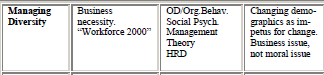 Managing
Diversity
Business
necessity.
“Workforce 2000”
OD/Org.Behav.
Social Psych.
Management
Theory
HRD
Changing demo-
graphics as im-
petus for change.
Business issue,
not moral issue